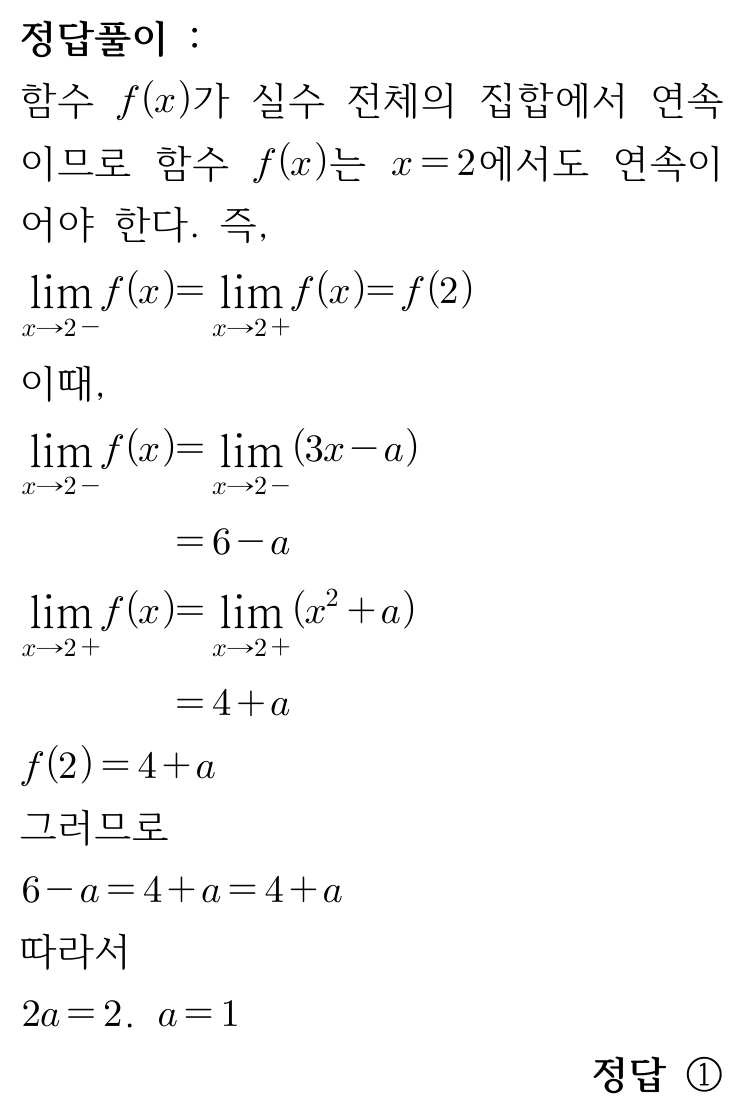 정답풀이 :
함수 f(x)가 실수 전체의 집합에서 연속
이므로 함수 f(x)는 x=2에서도 연속이
어야 한다. 즉,
lim_{x→2-} f(x)= lim_{x→2+} f(x)=f(2)
이때,
lim_{x→2-} f(x)= lim_{x→2-} (3x-a)
=6-a
lim_{x→2+} f(x)= lim_{x→2+} (x²+a)
=4+a
f(2)=4+a
그러므로
6-a=4+a=4+a
따라서
2a=2. a=1
정답 ①